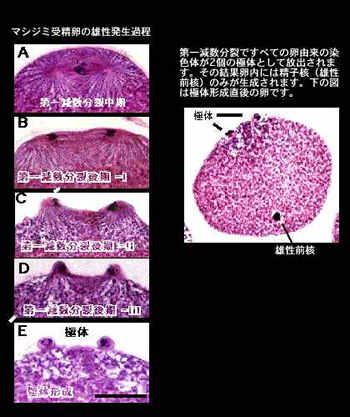 マシジミ受精卵の雄性発生過程
A
第一減数分裂中期
B
第一減数分裂後期 -i
C
第一減数分裂後期 -ii
D
第一減数分裂後期 -iii
E
極体
極体形成
第一減数分裂ですべての卵由来の染
色体が2個の極体として放出されま
す。その結果卵内には精子核（雄性
前核）のみが生成されます。下の図
は極体形成直後の卵です。
極体
雄性前核